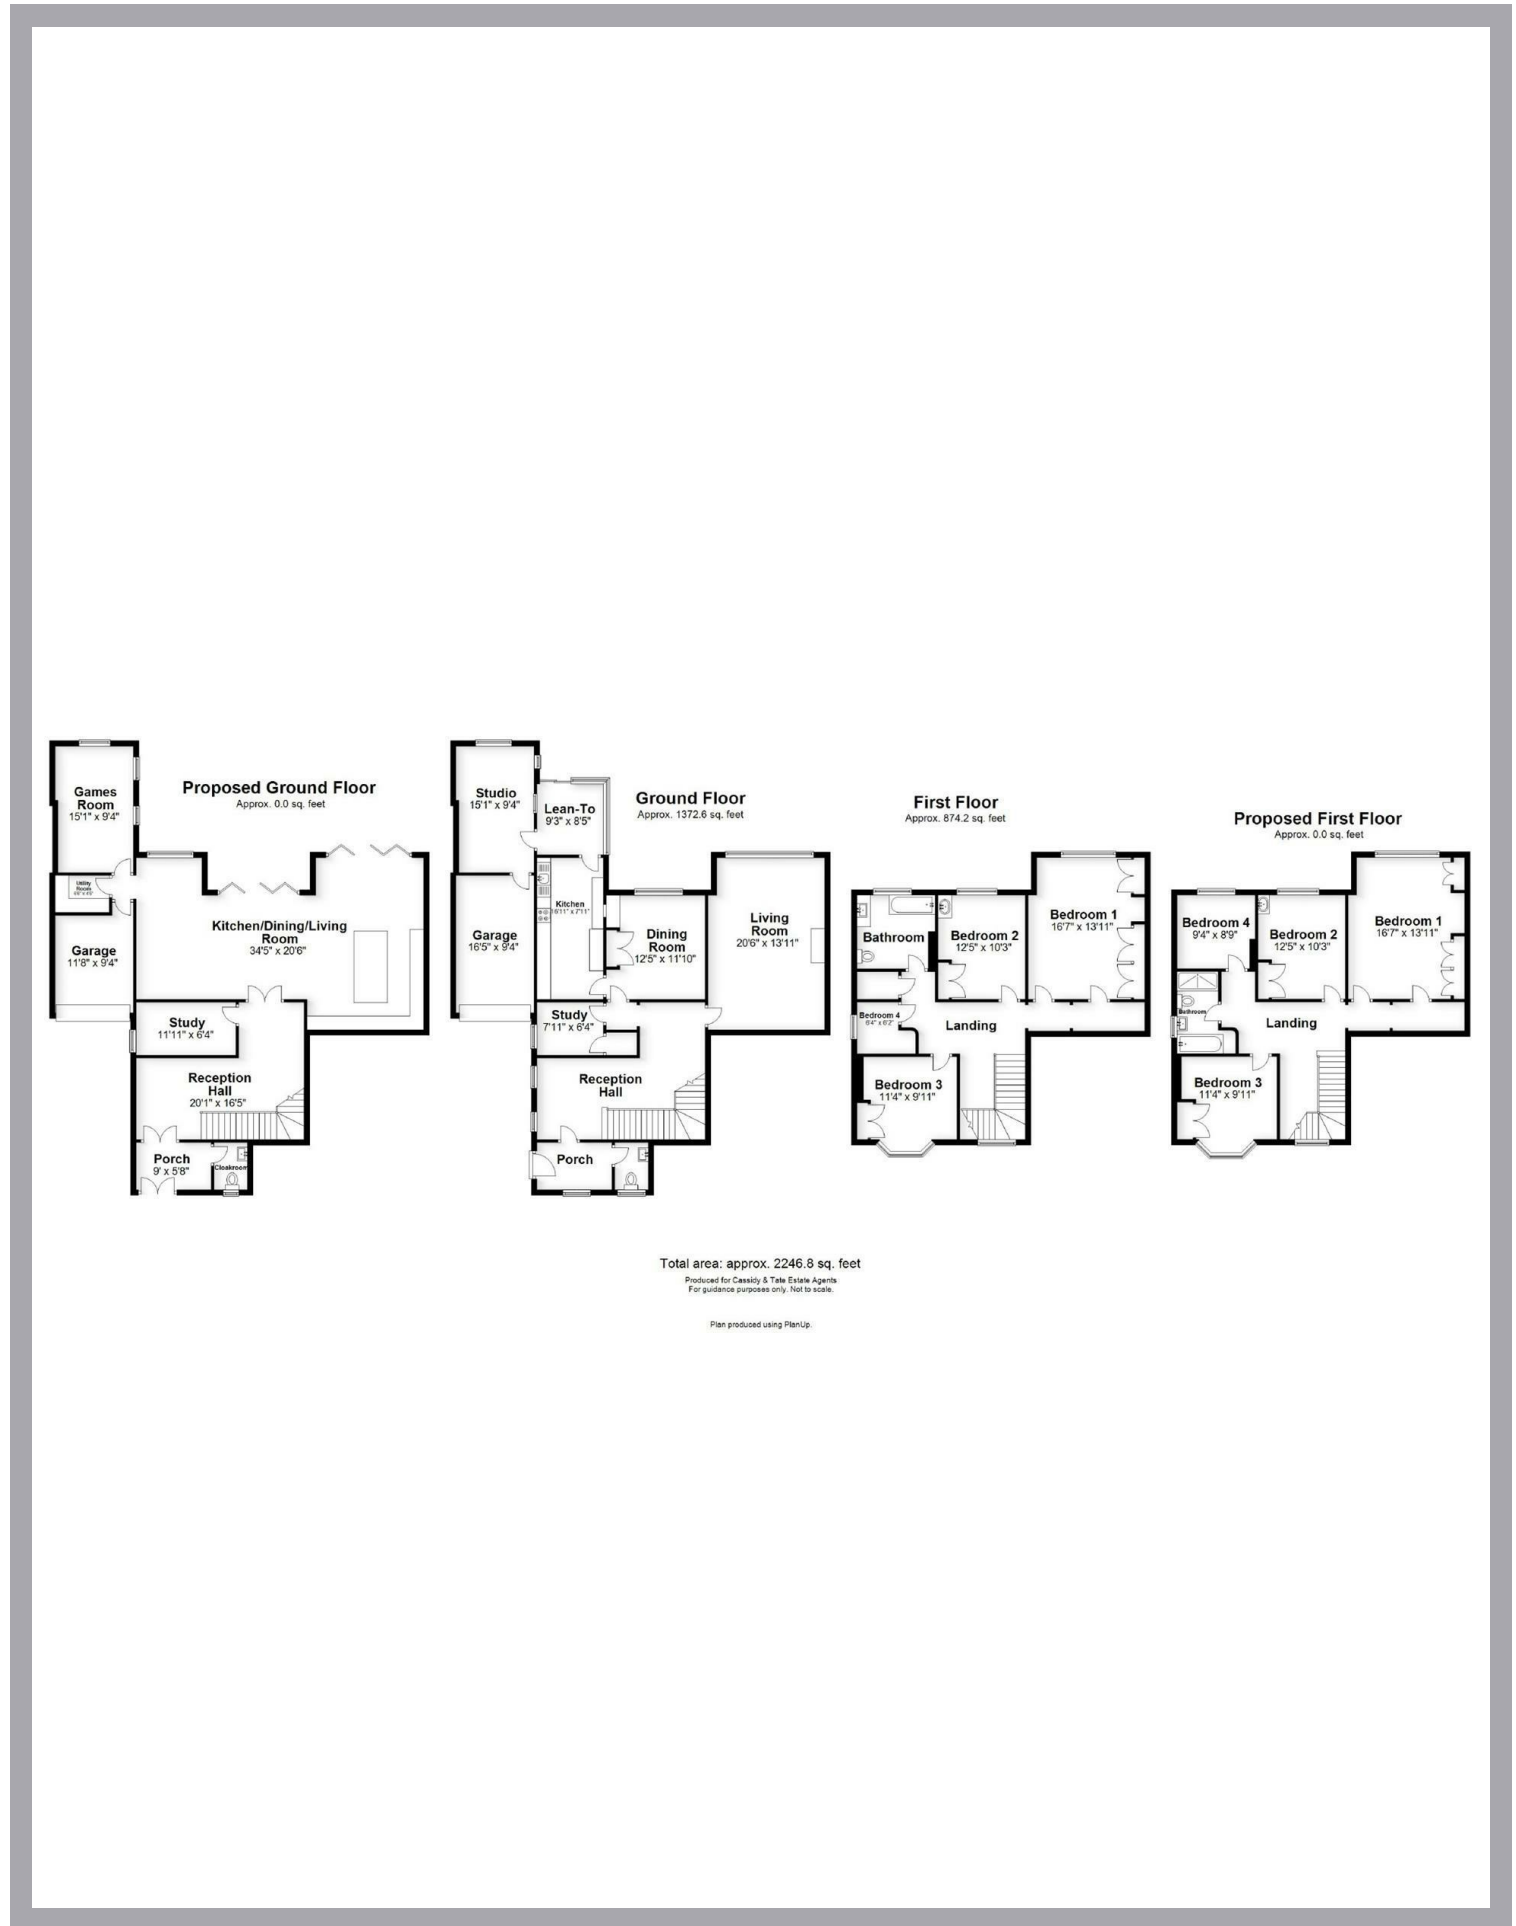 Proposed Ground Floor
Approx. 0.0 sq. feet
Games
Room
15'1" x 9'4"
Utility
Room
Kitchen/Dining/Living
Room
34'5" x 20'6"
Garage
11'8" x 9'4"
Study
11'11" x 6'4"
Reception
Hall
20'1" x 16'5"
Porch
9' x 5'8"
Cloakroom
Ground Floor
Approx. 1372.6 sq. feet
Studio
15'1" x 9'4"
Lean-To
9'3" x 8'5"
Kitchen
16'11" x 7'11"
Garage
16'5" x 9'4"
Dining
Room
12'5" x 11'10"
Living
Room
20'6" x 13'11"
Study
7'11" x 6'4"
Reception
Hall
Porch
First Floor
Approx. 874.2 sq. feet
Bathroom
Bedroom 2
12'5" x 10'3"
Bedroom 1
16'7" x 13'11"
Bedroom 4
6'4" x 6'2"
Landing
Bedroom 3
11'4" x 9'11"
Proposed First Floor
Approx. 0.0 sq. feet
Bedroom 4
9'4" x 8'9"
Bedroom 2
12'5" x 10'3"
Bedroom 1
16'7" x 13'11"
Bathroom
Landing
Bedroom 3
11'4" x 9'11"
Total area: approx. 2246.8 sq. feet
Produced for Cassidy & Tate Estate Agents
For guidance purposes only. Not to scale.
Plan produced using PlanUp.